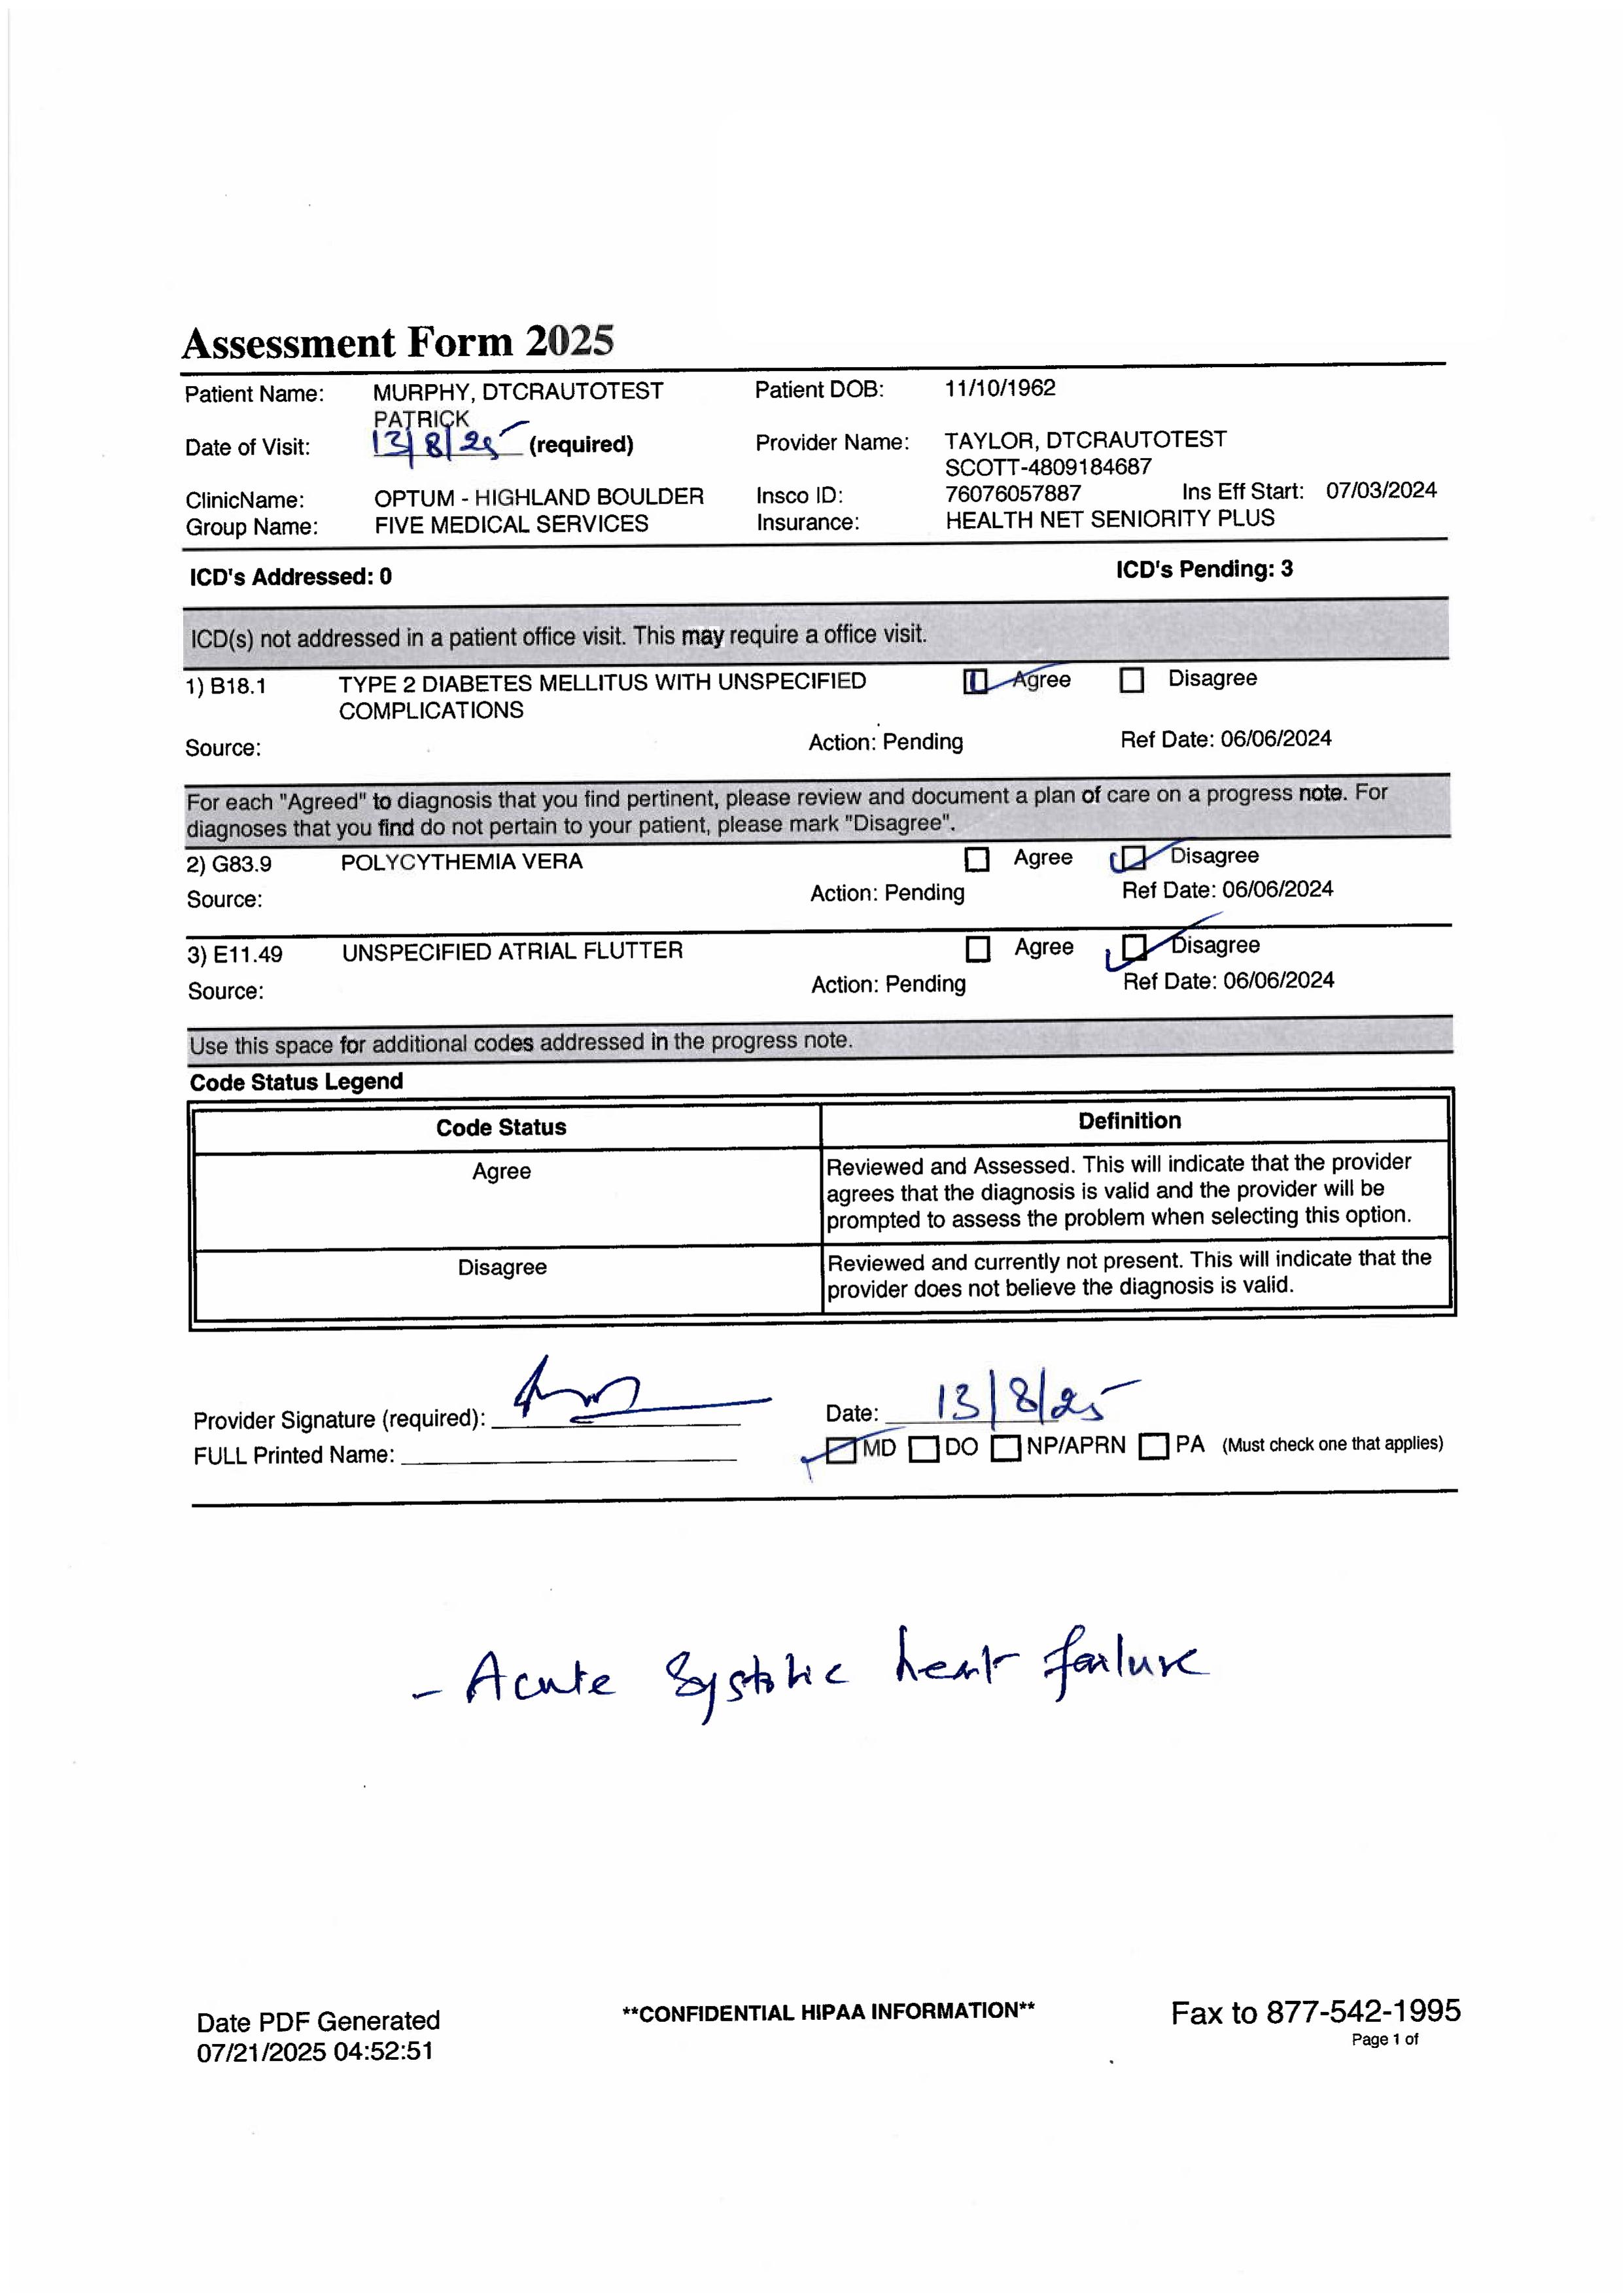 Assessment Form 2025
Patient Name: MURPHY, DTCRAUTOTEST PATRICK Patient DOB: 11/10/1962
Date of Visit: 13/8/25 (required) Provider Name: TAYLOR, DTCRAUTOTEST SCOTT-4809184687
ClinicName: OPTUM - HIGHLAND BOULDER Insco ID: 76076057887 Ins Eff Start: 07/03/2024
Group Name: FIVE MEDICAL SERVICES Insurance: HEALTH NET SENIORITY PLUS
ICD's Addressed: 0 ICD's Pending: 3
ICD(s) not addressed in a patient office visit. This may require a office visit.
1) B18.1 TYPE 2 DIABETES MELLITUS WITH UNSPECIFIED Agree Disagree
COMPLICATIONS
Source: Action: Pending Ref Date: 06/06/2024
For each "Agreed" to diagnosis that you find pertinent, please review and document a plan of care on a progress note. For
diagnoses that you find do not pertain to your patient, please mark "Disagree".
2) G83.9 POLYCYTHEMIA VERA Agree Disagree
Source: Action: Pending Ref Date: 06/06/2024
3) E11.49 UNSPECIFIED ATRIAL FLUTTER Agree Disagree
Source: Action: Pending Ref Date: 06/06/2024
Use this space for additional codes addressed in the progress note.
Code Status Legend
Code Status Definition
Agree Reviewed and Assessed. This will indicate that the provider
agrees that the diagnosis is valid and the provider will be
prompted to assess the problem when selecting this option.
Disagree Reviewed and currently not present. This will indicate that the
provider does not believe the diagnosis is valid.
Provider Signature (required): Date: 13/8/25
FULL Printed Name: MD DO NP/APRN PA (Must check one that applies)
- Acute Systolic heart failure
Date PDF Generated **CONFIDENTIAL HIPAA INFORMATION** Fax to 877-542-1995
07/21/2025 04:52:51 Page 1 of